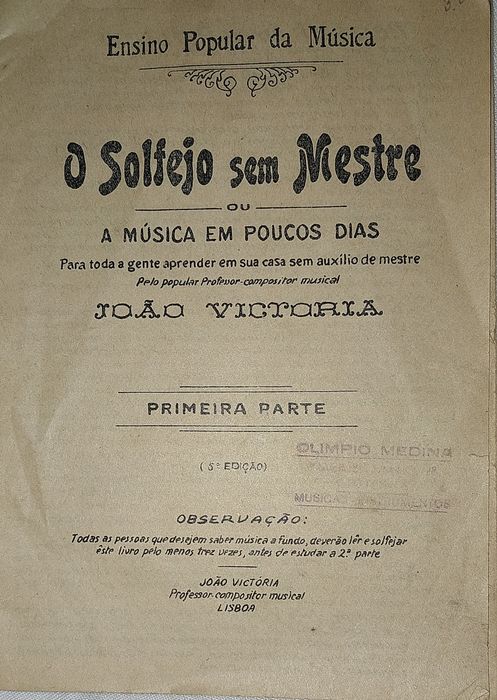 Ensino Popular da Música
O Solfejo sem Mestre
OU
A MÚSICA EM POUCOS DIAS
Para toda a gente aprender em sua casa sem auxílio de mestre
Pelo popular Professor-compositor musical
JOÃO VICTORIA
PRIMEIRA PARTE
(5ª EDIÇÃO)
OLIMPIO MEDINA
MUSICAS INSTRUMENTOS
OBSERVAÇÃO:
Todas as pessoas que desejem saber música a fundo, deverão lêr e solfejar
êste livro pelo menos trez vezes, antes de estudar a 2.ª parte
JOÃO VICTÓRIA
Professor-compositor musical
LISBOA